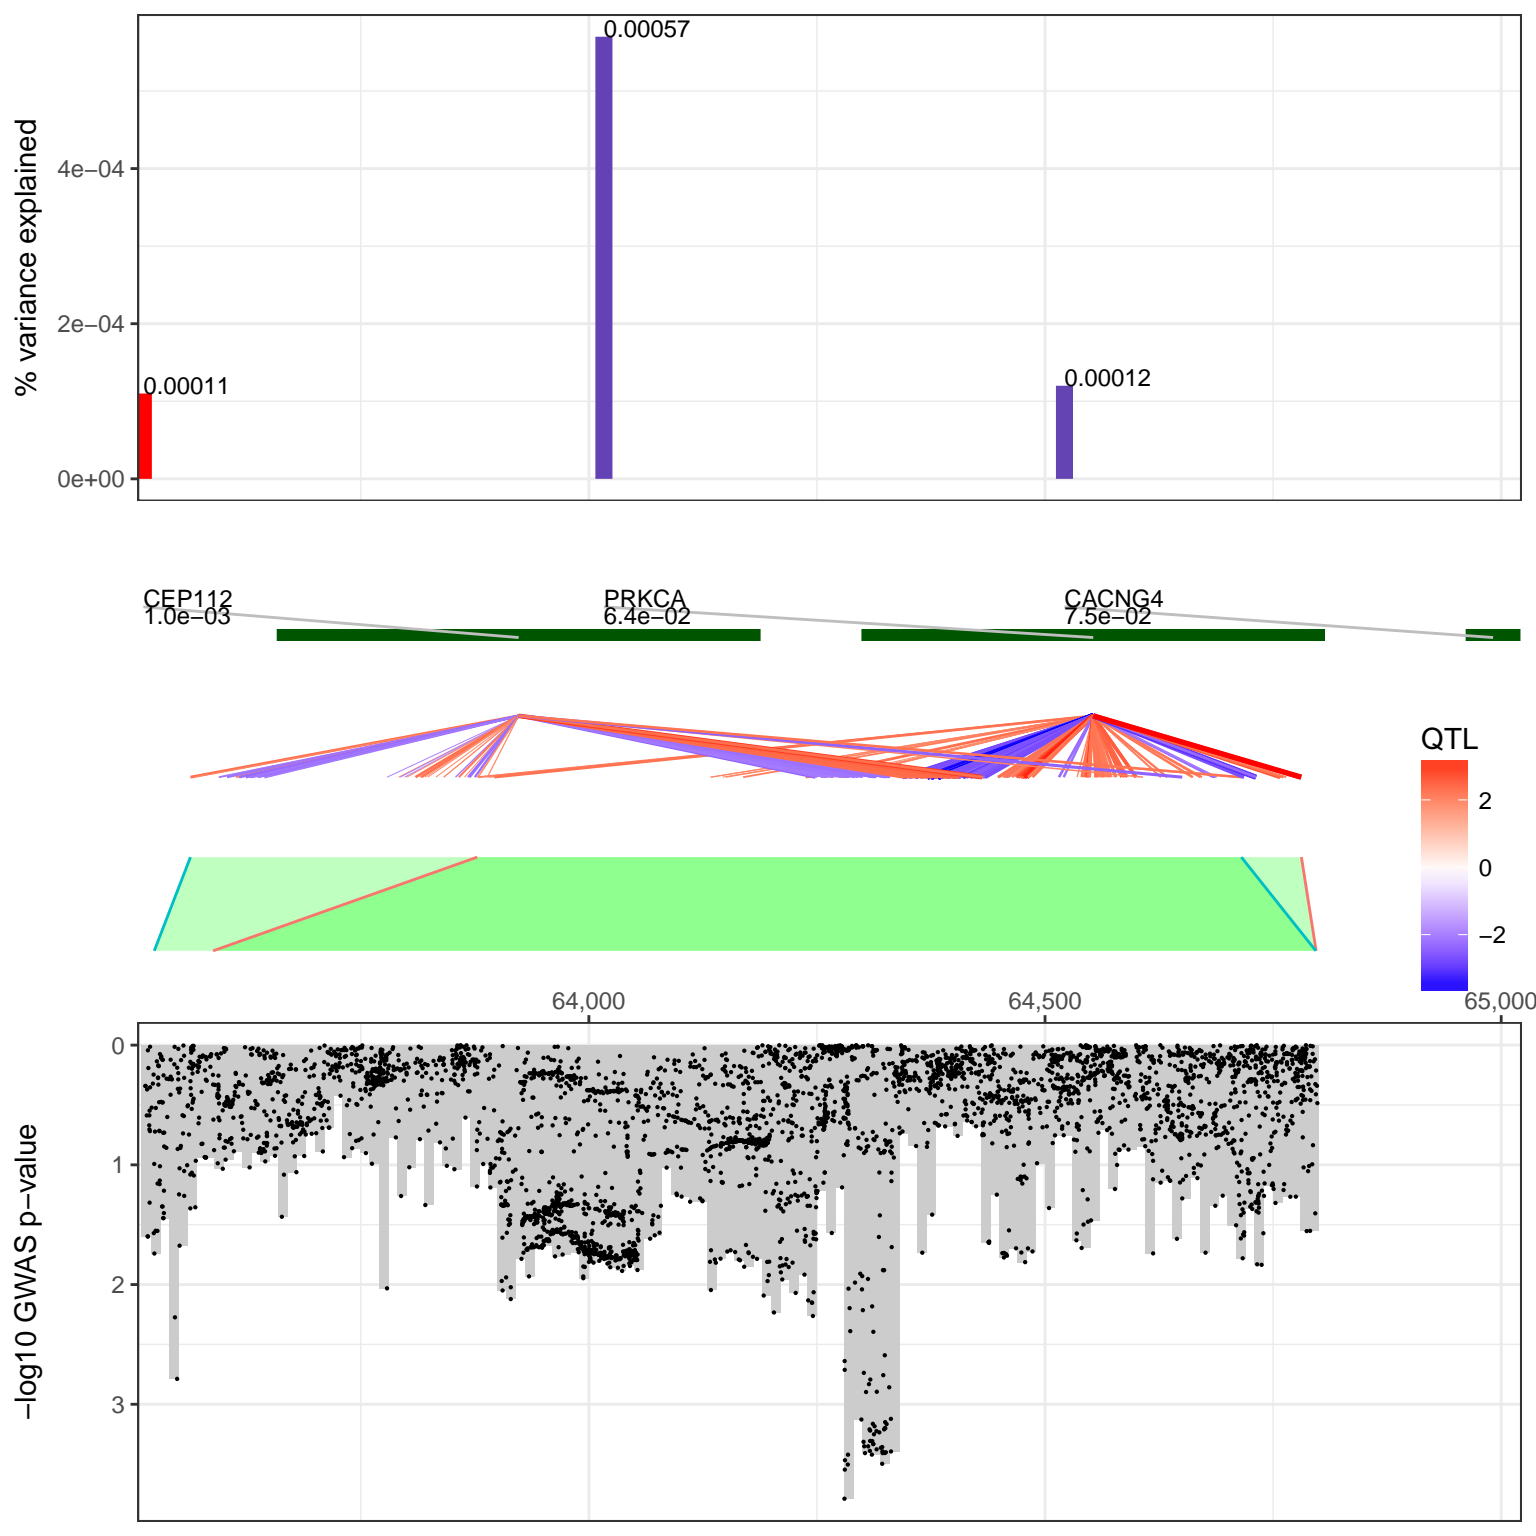 0.00057
% variance explained
4e−04
2e−04
0.00011
0.00012
0e+00
CEP112
1.0e−03
PRKCA
6.4e−02
CACNG4
7.5e−02
QTL
2
0
−2
64,000
64,500
65,000
−log10 GWAS p−value
0
1
2
3